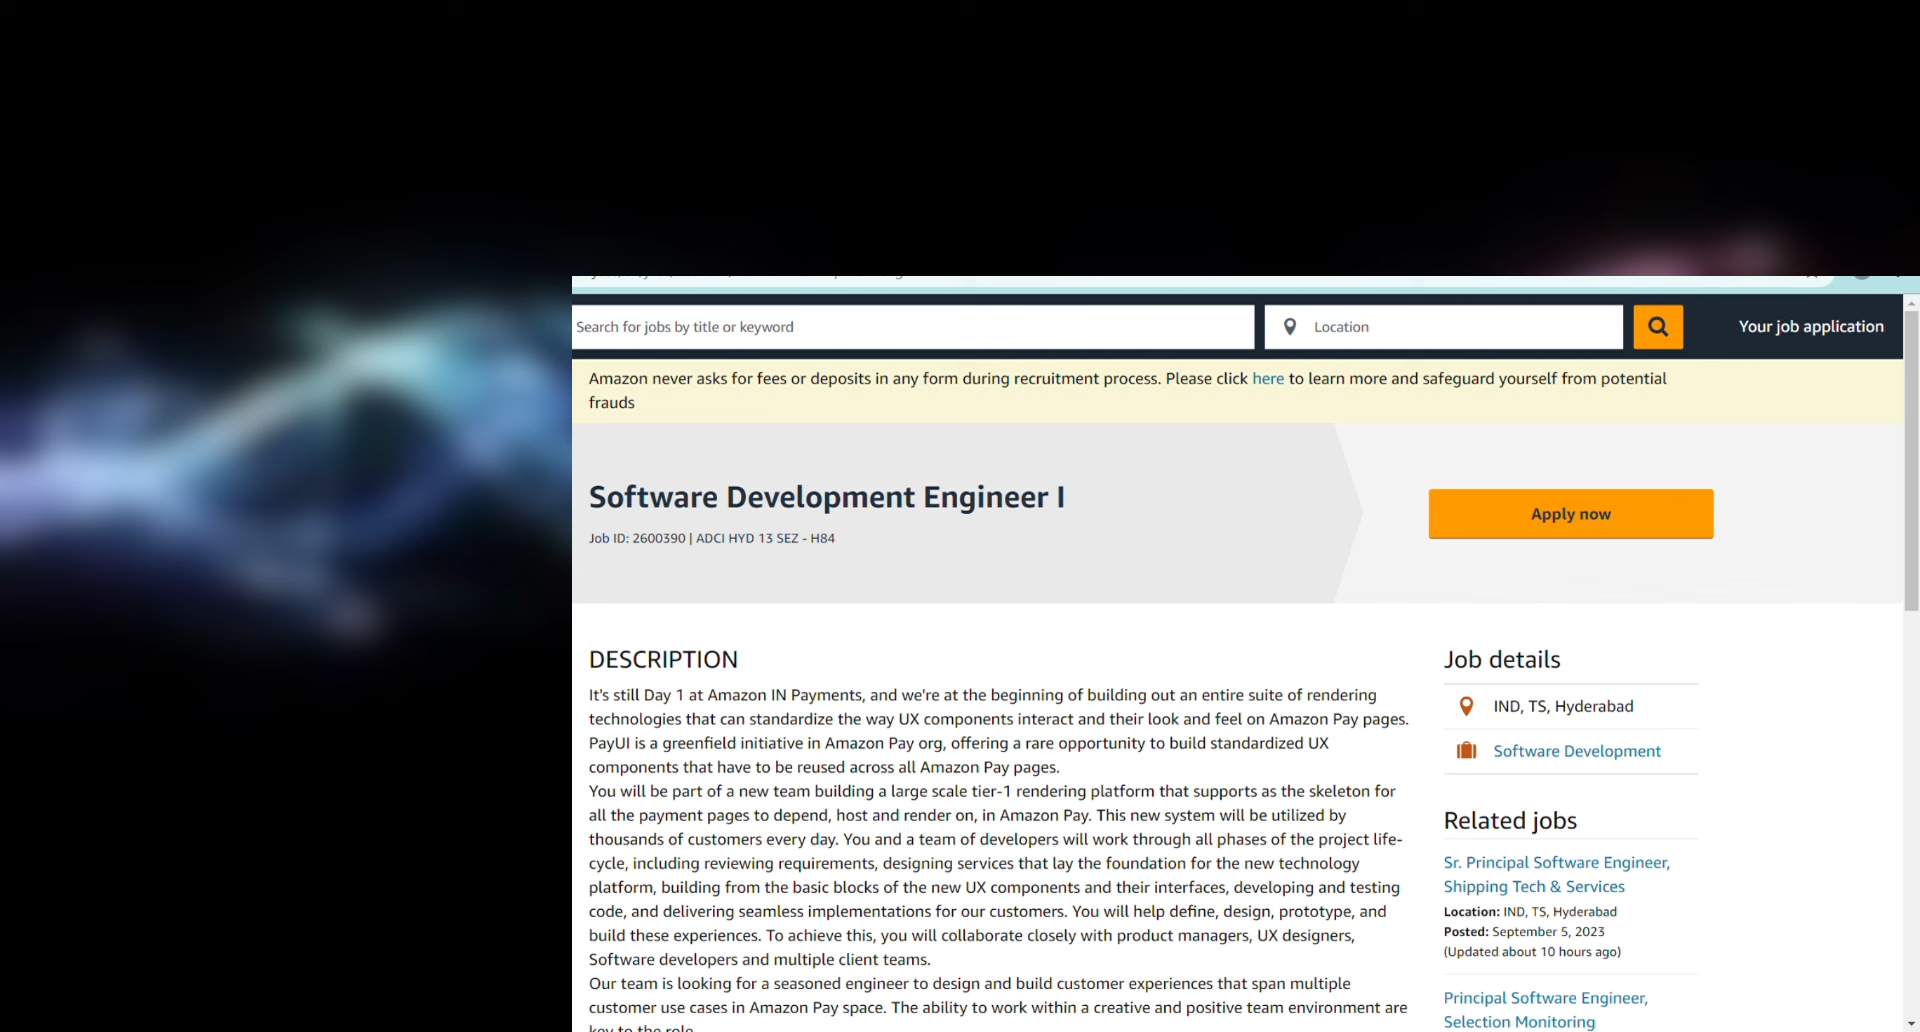 Search for jobs by title or keyword
Location
Your job application
Amazon never asks for fees or deposits in any form during recruitment process. Please click here to learn more and safeguard yourself from potential
frauds
Software Development Engineer I
Job ID: 2600390 | ADCI HYD 13 SEZ - H84
Apply now
DESCRIPTION
It's still Day 1 at Amazon IN Payments, and we're at the beginning of building out an entire suite of rendering
technologies that can standardize the way UX components interact and their look and feel on Amazon Pay pages.
PayUI is a greenfield initiative in Amazon Pay org, offering a rare opportunity to build standardized UX
components that have to be reused across all Amazon Pay pages.
You will be part of a new team building a large scale tier-1 rendering platform that supports as the skeleton for
all the payment pages to depend, host and render on, in Amazon Pay. This new system will be utilized by
thousands of customers every day. You and a team of developers will work through all phases of the project life-
cycle, including reviewing requirements, designing services that lay the foundation for the new technology
platform, building from the basic blocks of the new UX components and their interfaces, developing and testing
code, and delivering seamless implementations for our customers. You will help define, design, prototype, and
build these experiences. To achieve this, you will collaborate closely with product managers, UX designers,
Software developers and multiple client teams.
Our team is looking for a seasoned engineer to design and build customer experiences that span multiple
customer use cases in Amazon Pay space. The ability to work within a creative and positive team environment are
key to the role.
Job details
IND, TS, Hyderabad
Software Development
Related jobs
Sr. Principal Software Engineer,
Shipping Tech & Services
Location: IND, TS, Hyderabad
Posted: September 5, 2023
(Updated about 10 hours ago)
Principal Software Engineer,
Selection Monitoring